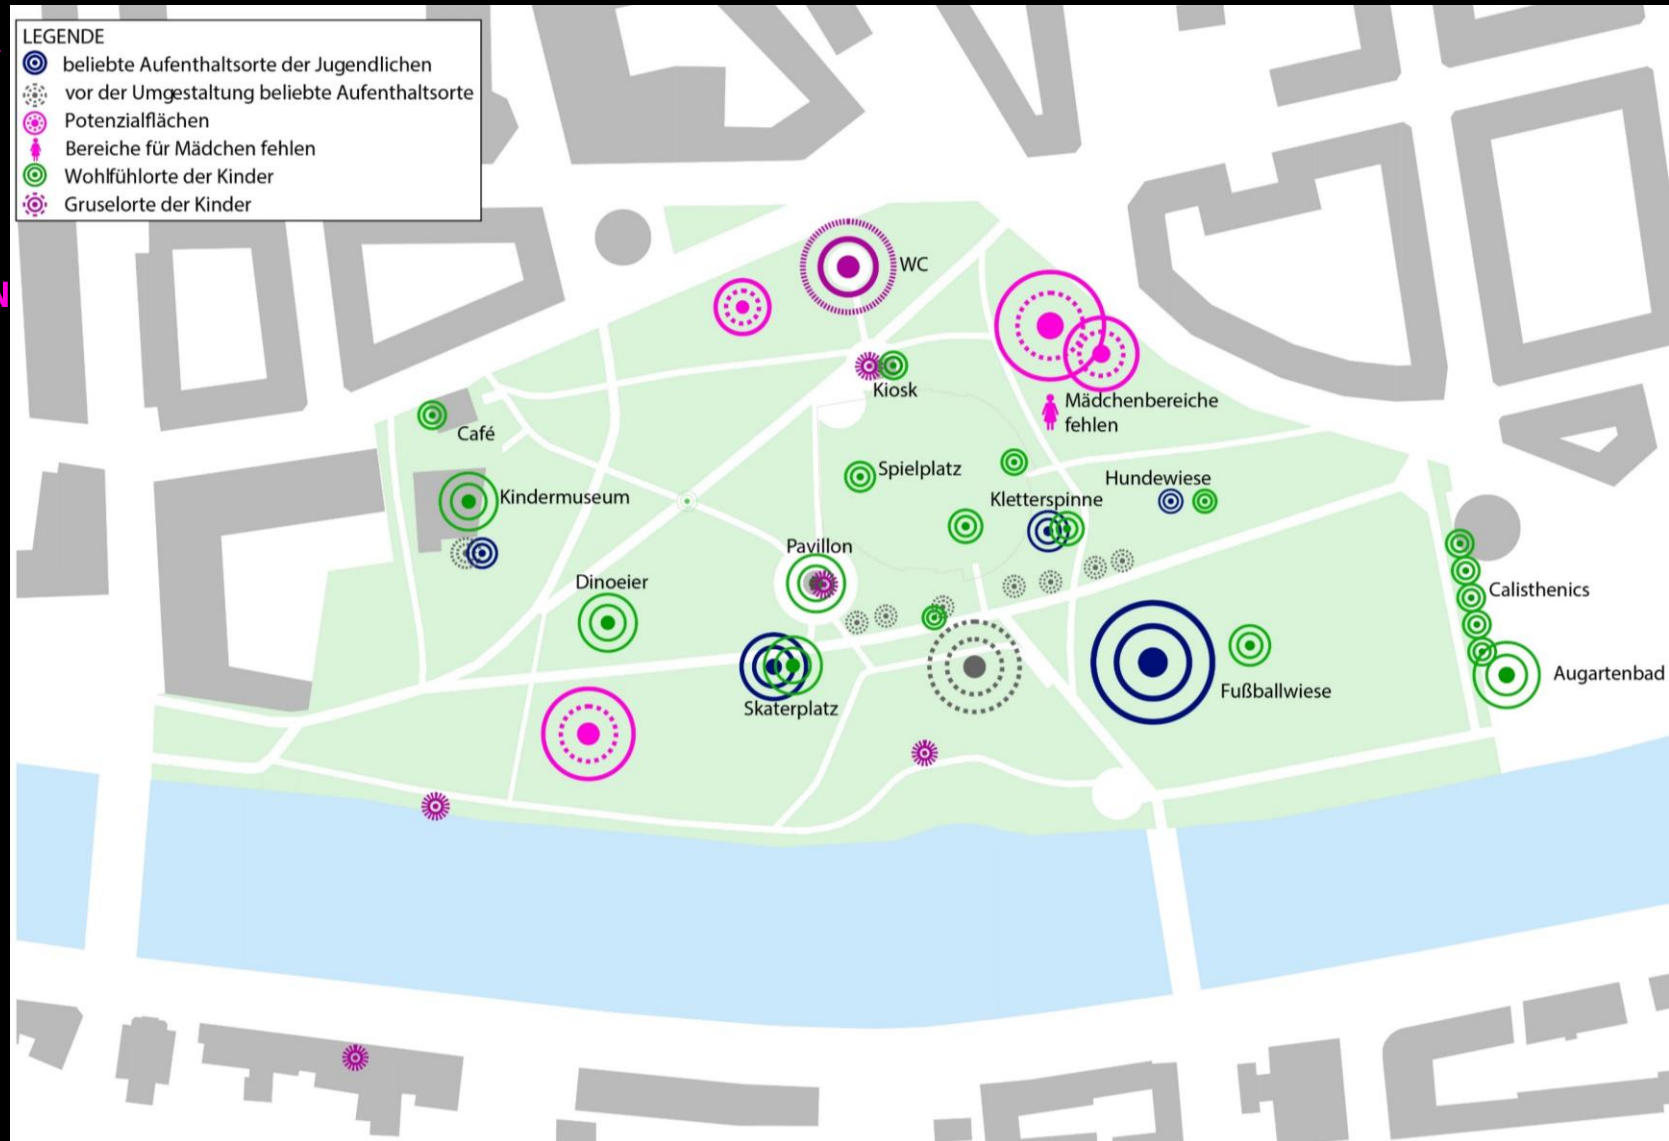 LEGENDE
beliebte Aufenthaltsorte der Jugendlichen
vor der Umgestaltung beliebte Aufenthaltsorte
Potenzialflächen
Bereiche für Mädchen fehlen
Wohlfühlorte der Kinder
Gruselorte der Kinder
N
WC
Kiosk
Mädchenbereiche
fehlen
Café
Spielplatz
Hundewiese
Kindermuseum
Kletterspinne
Pavillon
Dinoeier
Calisthenics
Augartenbad
Fußballwiese
Skaterplatz